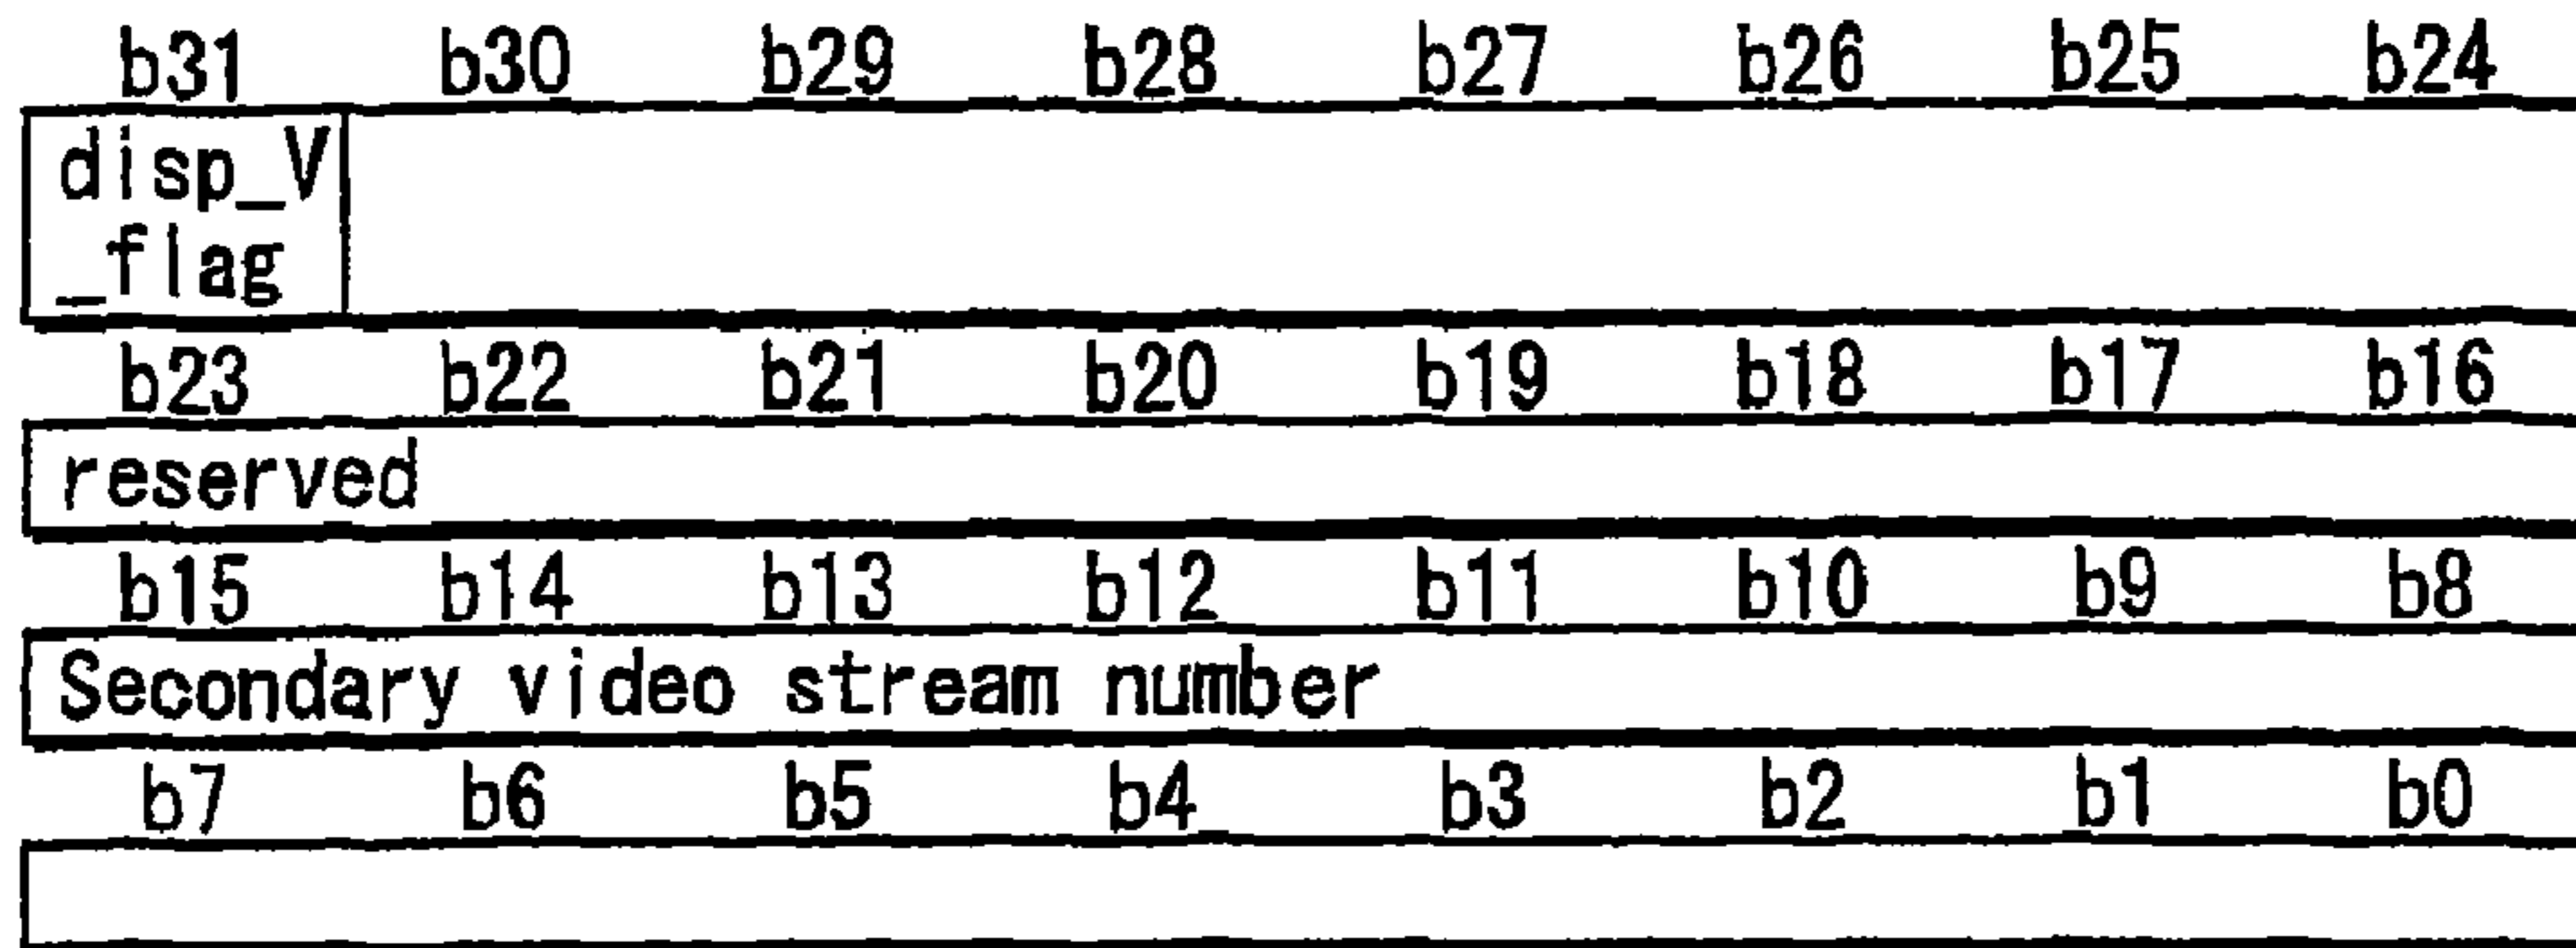 b31 b30 b29 b28 b27 b26 b25 b24
disp_V
_flag
b23 b22 b21 b20 b19 b18 b17 b16
reserved
b15 b14 b13 b12 b11 b10 b9 b8
Secondary video stream number
b7 b6 b5 b4 b3 b2 b1 b0